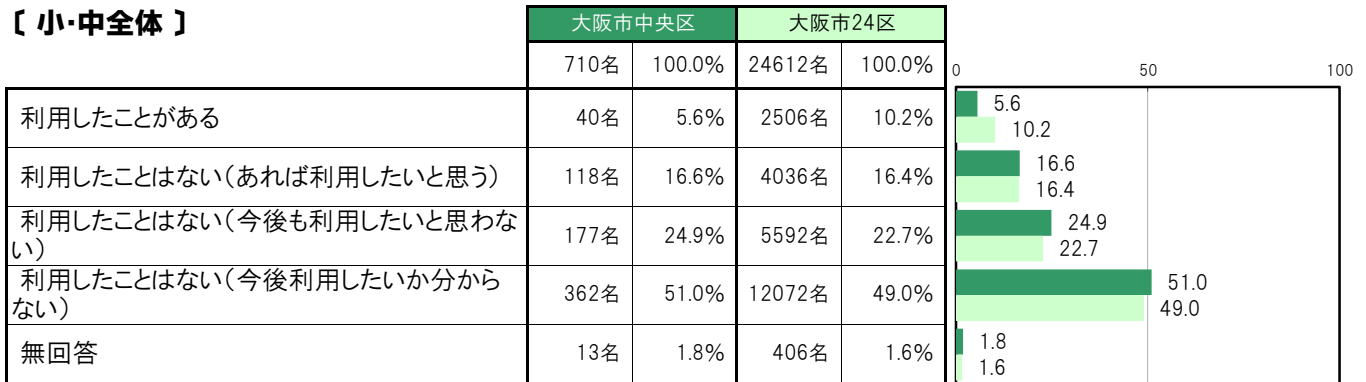 〔 小・中全体 〕
大阪市中央区 大阪市24区
710名 100.0% 24612名 100.0%
0 50 100
利用したことがある 40名 5.6% 2506名 10.2%
5.6
10.2
利用したことはない（あれば利用したいと思う） 118名 16.6% 4036名 16.4%
16.6
16.4
利用したことはない（今後も利用したいと思わな
い） 177名 24.9% 5592名 22.7%
24.9
22.7
利用したことはない（今後利用したいか分から
ない） 362名 51.0% 12072名 49.0%
51.0
49.0
無回答 13名 1.8% 406名 1.6%
1.8
1.6